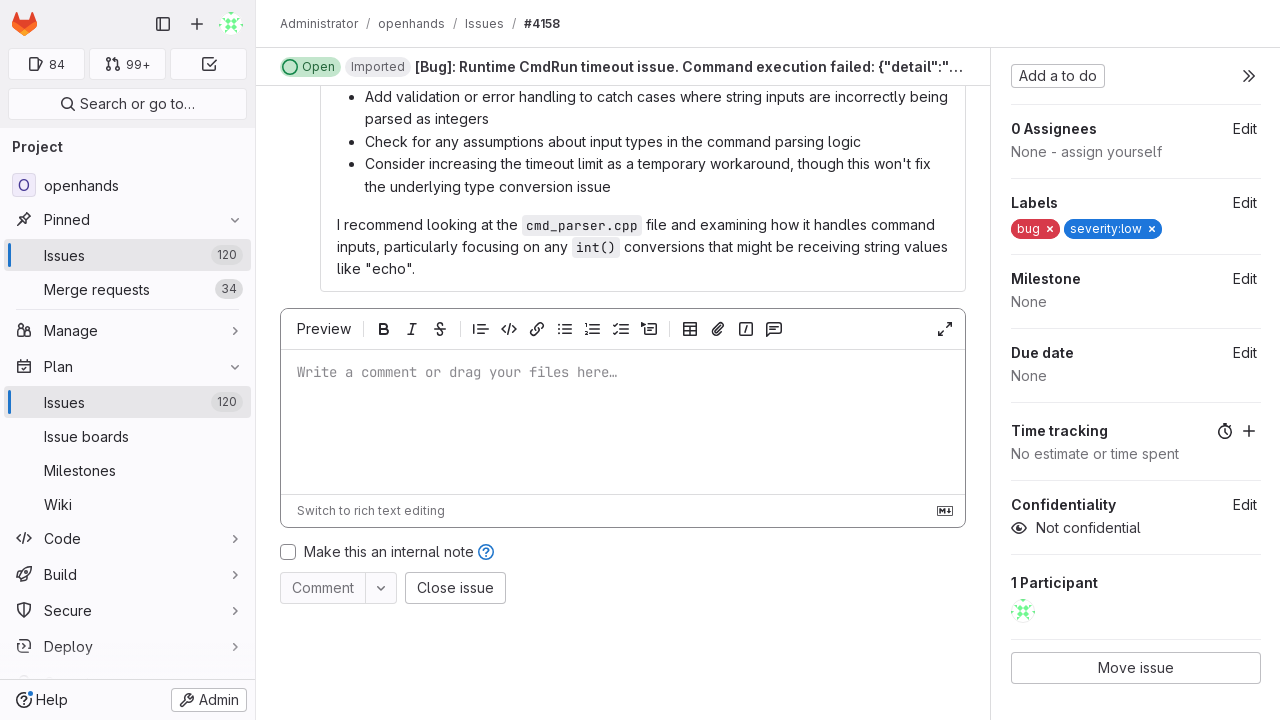 Administrator / openhands / Issues / #4158
84
99+
Search or go to…
Project
O openhands
Pinned
Issues 120
Merge requests 34
Manage
Plan
Issues 120
Issue boards
Milestones
Wiki
Code
Build
Secure
Deploy
Help
Admin
Open Imported [Bug]: Runtime CmdRun timeout issue. Command execution failed: {"detail":"…
• Add validation or error handling to catch cases where string inputs are incorrectly being
parsed as integers
• Check for any assumptions about input types in the command parsing logic
• Consider increasing the timeout limit as a temporary workaround, though this won't fix
the underlying type conversion issue
I recommend looking at the cmd_parser.cpp file and examining how it handles command
inputs, particularly focusing on any int() conversions that might be receiving string values
like "echo".
Preview
Write a comment or drag your files here…
Switch to rich text editing
Make this an internal note
Comment
Close issue
Add a to do
0 Assignees Edit
None - assign yourself
Labels Edit
bug × severity:low ×
Milestone Edit
None
Due date Edit
None
Time tracking
No estimate or time spent
Confidentiality Edit
Not confidential
1 Participant
Move issue